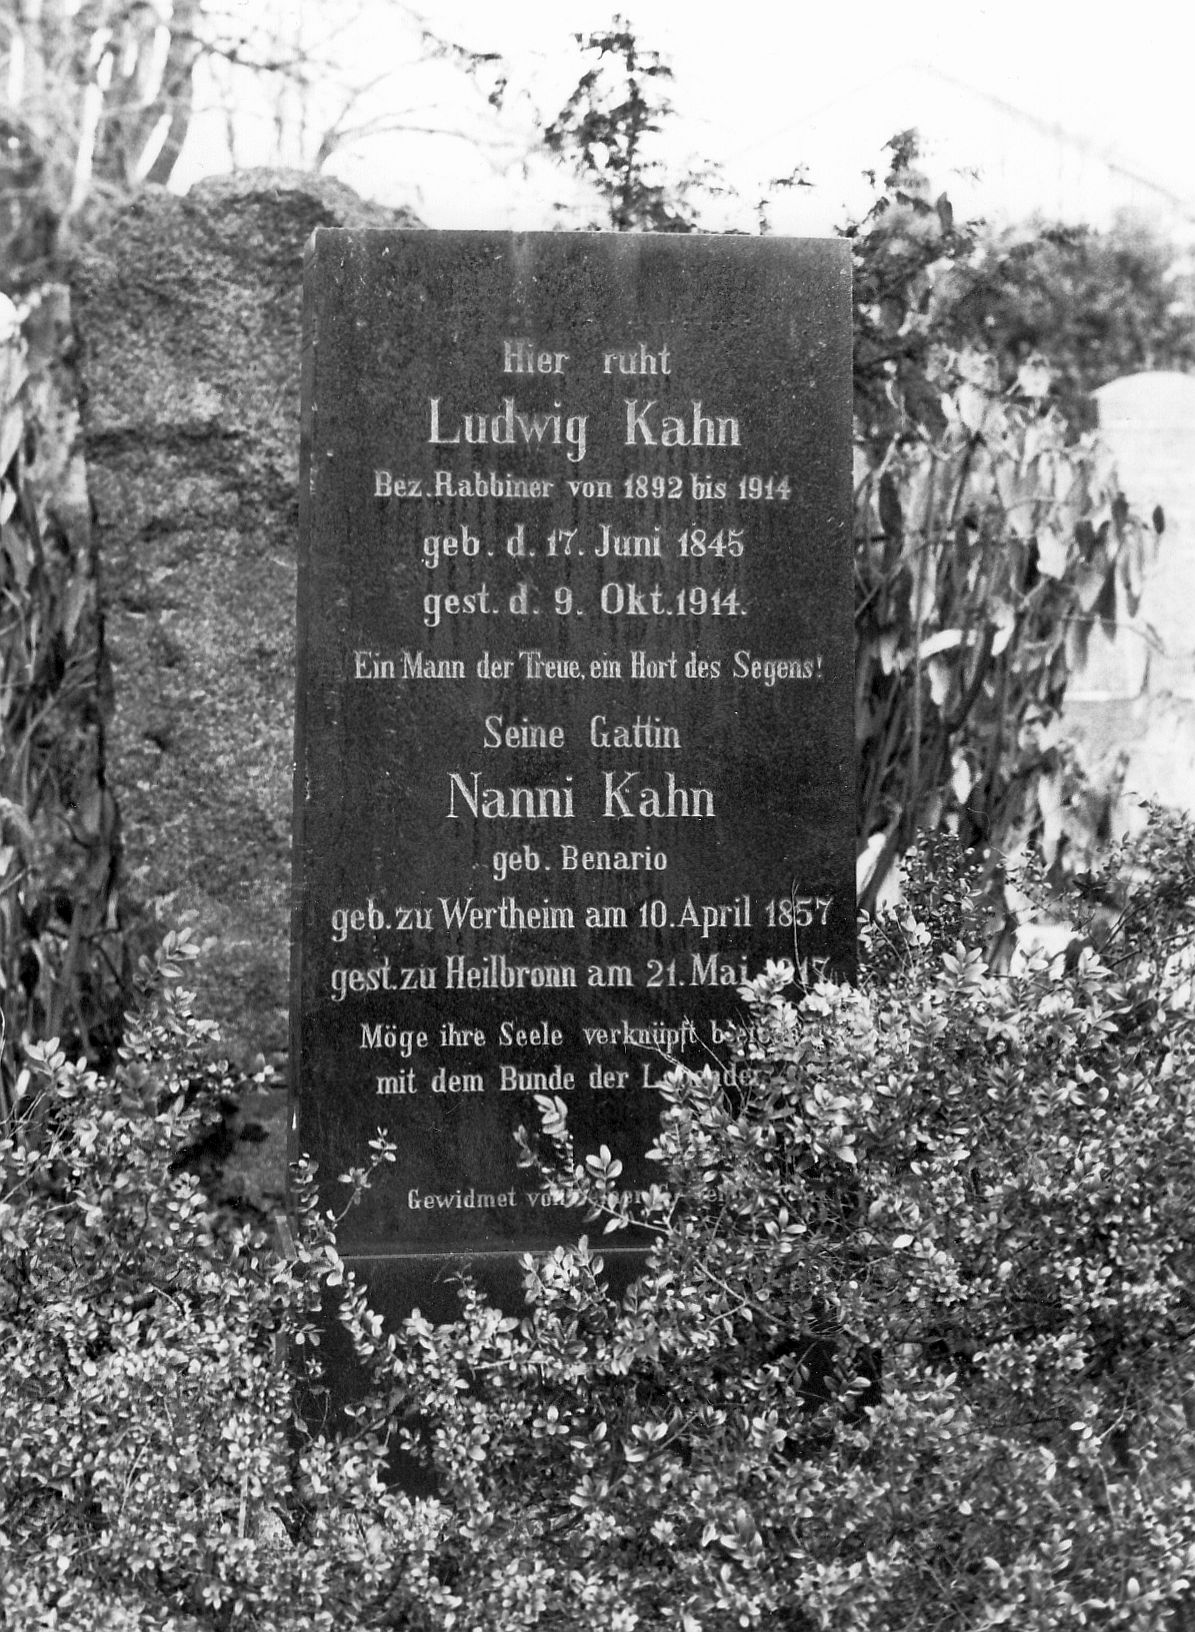 Hier ruht
Ludwig Kahn
Bez. Rabbiner von 1892 bis 1914
geb. d. 17. Juni 1845
gest. d. 9. Okt. 1914.
Ein Mann der Treue, ein Hort des Segens!
Seine Gattin
Nanni Kahn
geb. Benario
geb. zu Wertheim am 10. April 1857
gest. zu Heilbronn am 21. Mai
Möge ihre Seele verknüpft
mit dem Bunde der
Gewidmet von